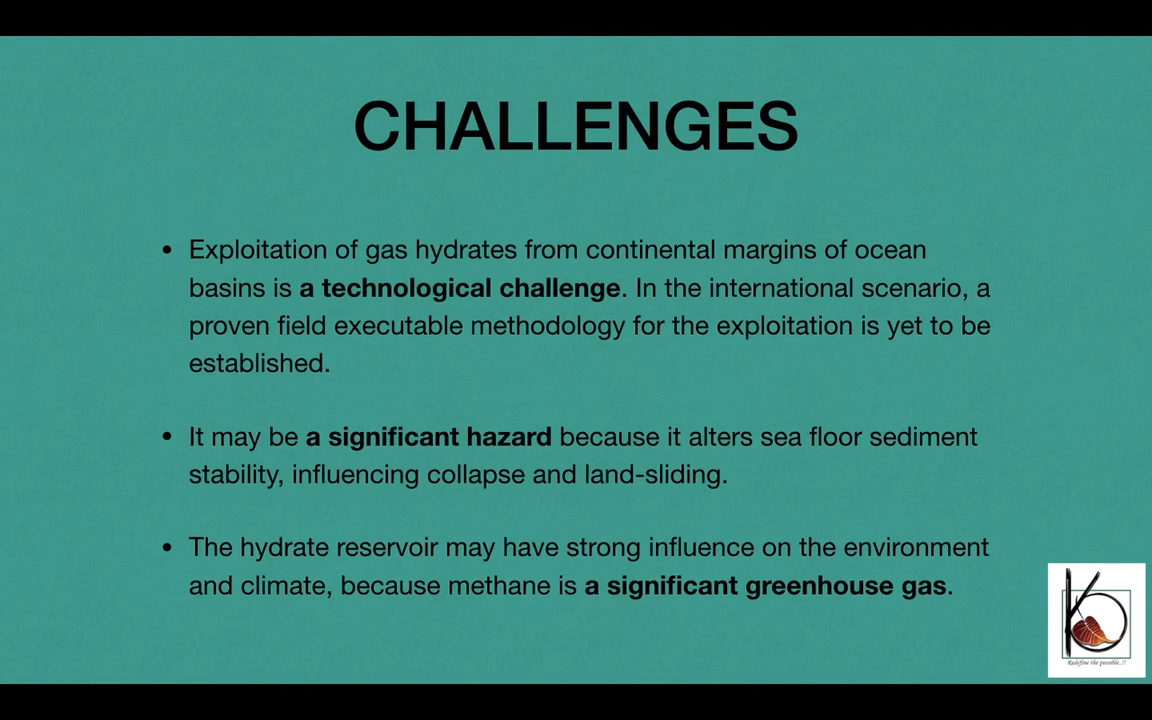 CHALLENGES
• Exploitation of gas hydrates from continental margins of ocean
basins is a technological challenge. In the international scenario, a
proven field executable methodology for the exploitation is yet to be
established.
• It may be a significant hazard because it alters sea floor sediment
stability, influencing collapse and land-sliding.
• The hydrate reservoir may have strong influence on the environment
and climate, because methane is a significant greenhouse gas.
Redefine the possible..!!